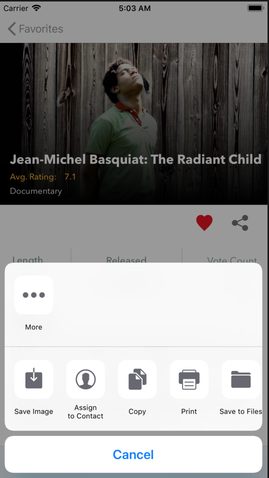 Carrier 5:03 AM
Favorites
Jean-Michel Basquiat: The Radiant Child
Avg. Rating: 7.1
Documentary
Length Released Vote Count
More
Save Image
Assign
to Contact
Copy
Print
Save to Files
Cancel